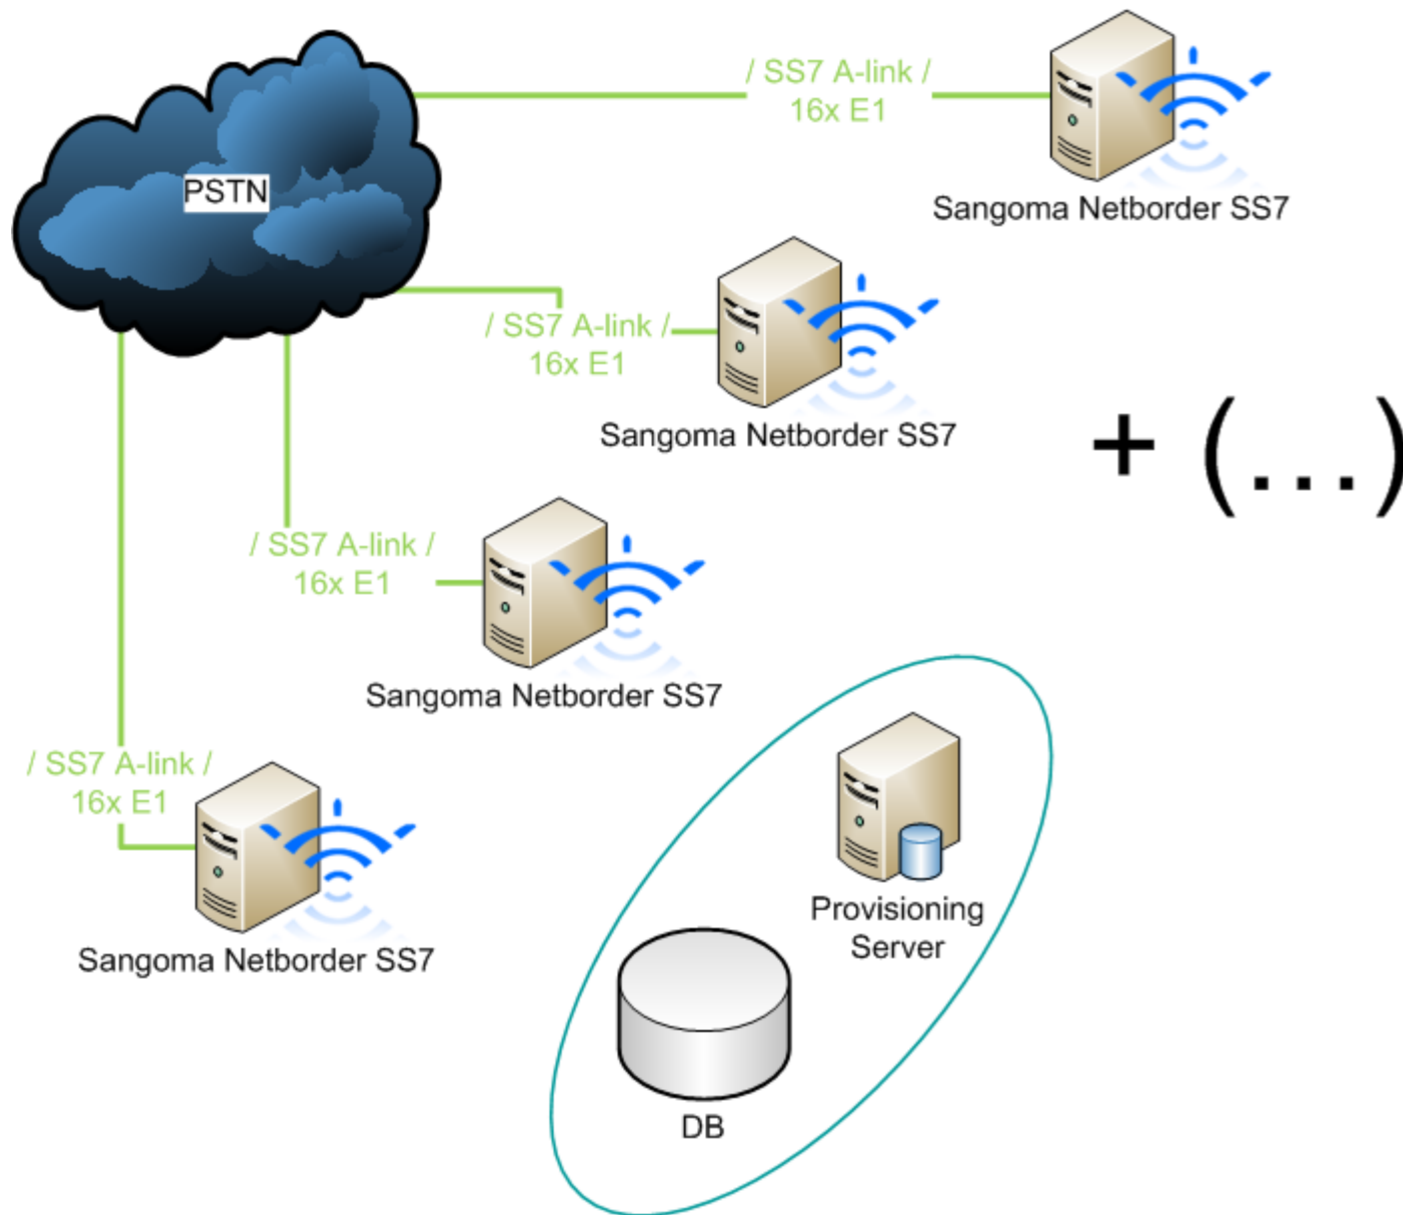 / SS7 A-link /
16x E1
Sangoma Netborder SS7
PSTN
/ SS7 A-link /
16x E1
Sangoma Netborder SS7
+ (...)
/ SS7 A-link /
16x E1
Sangoma Netborder SS7
/ SS7 A-link /
16x E1
Sangoma Netborder SS7
Provisioning
Server
DB